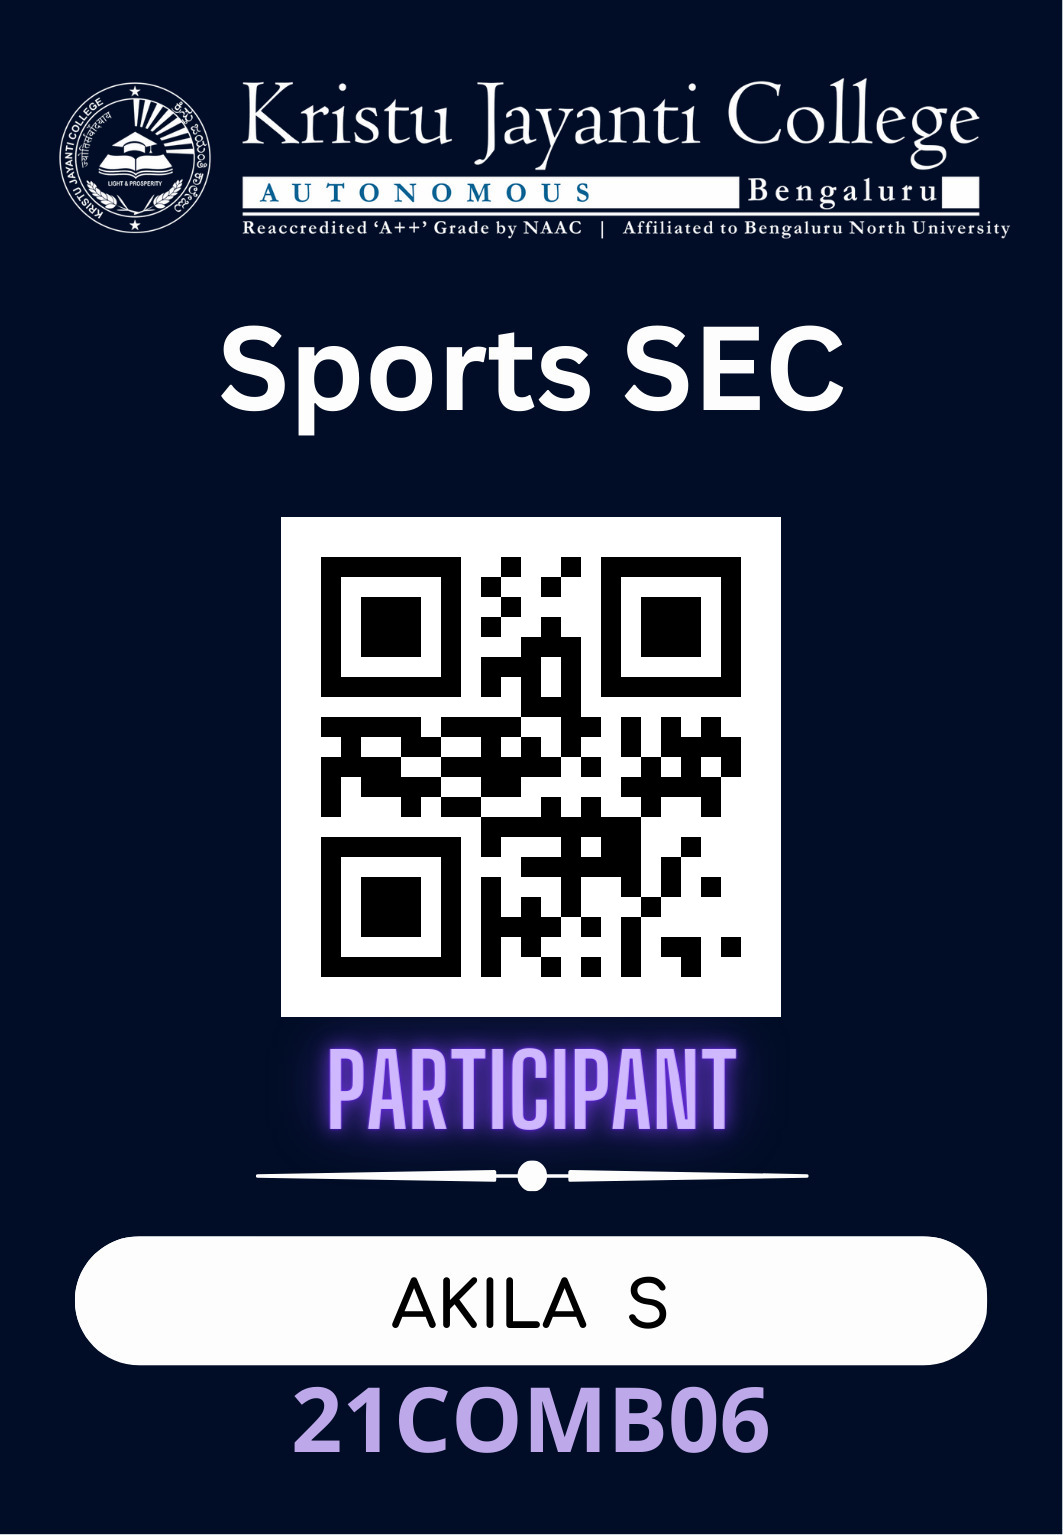 KRISTU JAYANTI COLLEGE
ಕ್ರಿಸ್ತು ಜಯಂತಿ ಕಾಲೇಜು
LIGHT & PROSPERITY
Kristu Jayanti College
AUTONOMOUS Bengaluru
Reaccredited ‘A++’ Grade by NAAC | Affiliated to Bengaluru North University
Sports SEC
PARTICIPANT
AKILA S
21COMB06